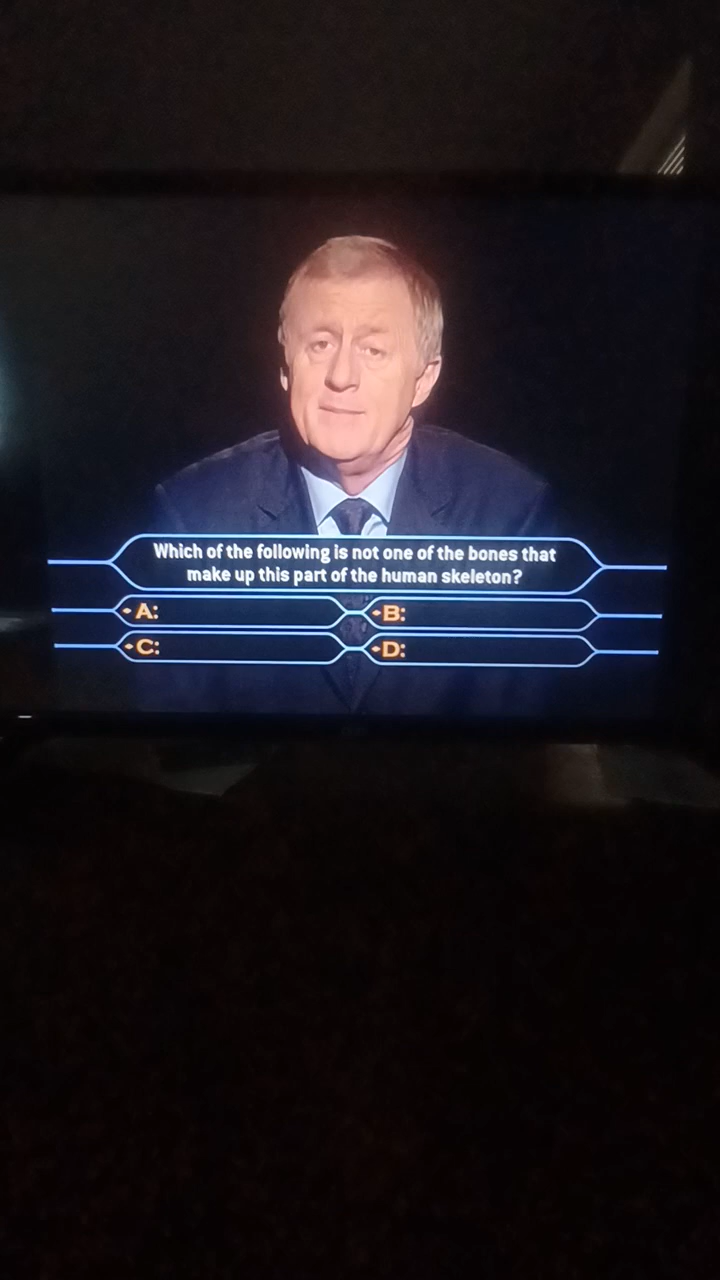 Which of the following is not one of the bones that
make up this part of the human skeleton?
A:
B:
C:
D: